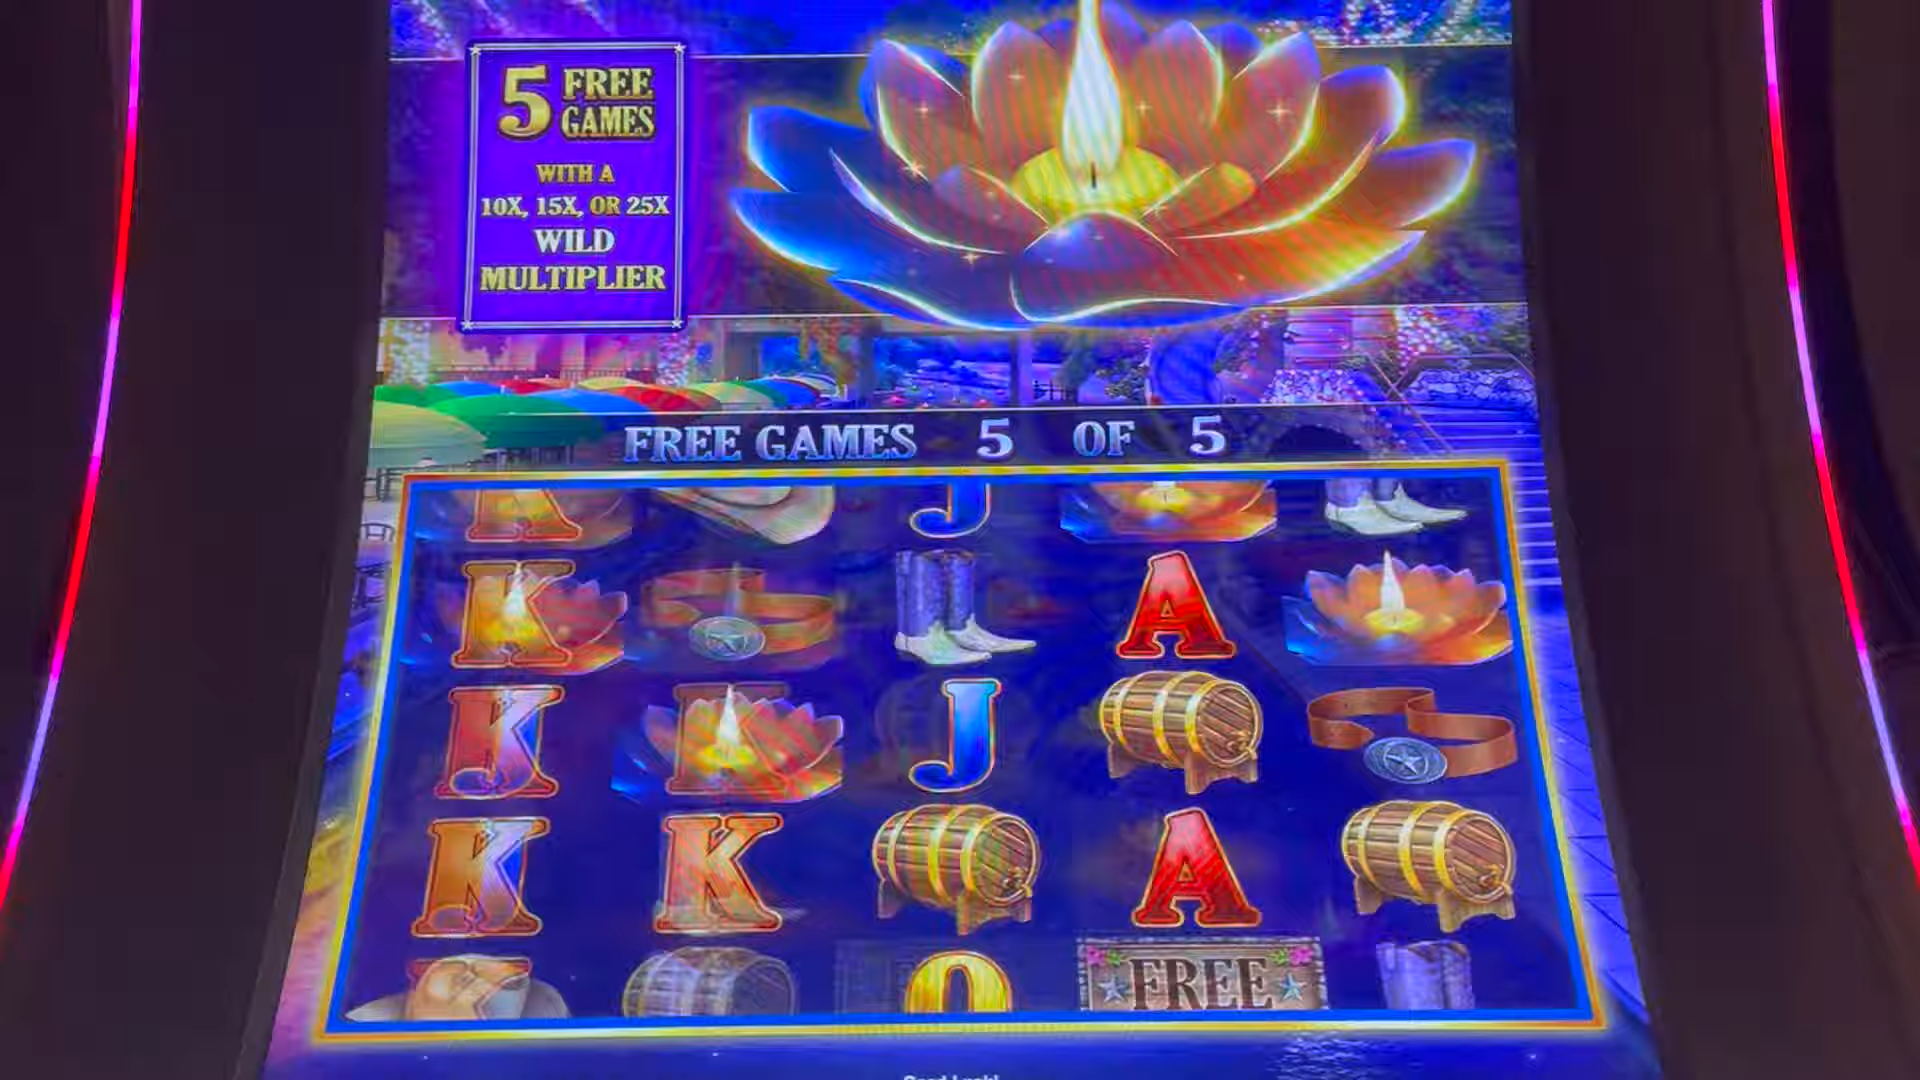 5 FREE
GAMES
WITH A
10X, 15X, OR 25X
WILD
MULTIPLIER
FREE GAMES 5 OF 5
J
K A
K J
K K A
Q FREE